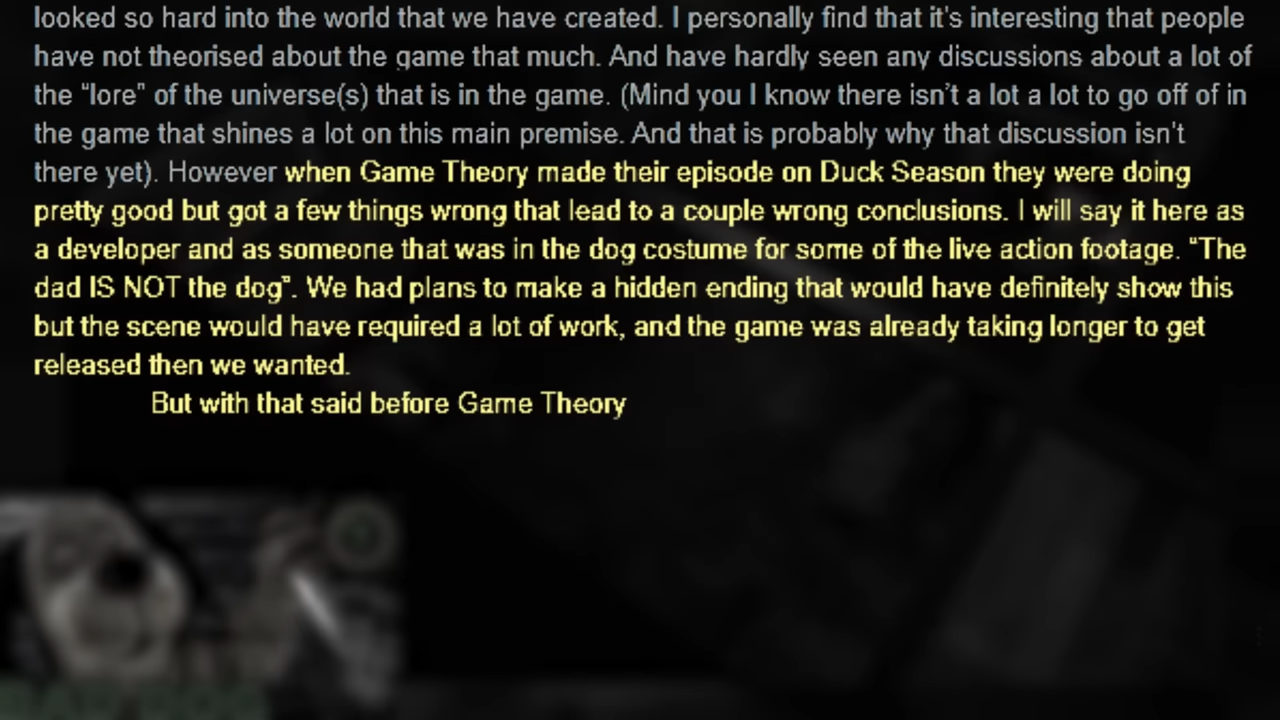 looked so hard into the world that we have created. I personally find that it's interesting that people
have not theorised about the game that much. And have hardly seen any discussions about a lot of
the “lore” of the universe(s) that is in the game. (Mind you I know there isn’t a lot a lot to go off of in
the game that shines a lot on this main premise. And that is probably why that discussion isn’t
there yet). However when Game Theory made their episode on Duck Season they were doing
pretty good but got a few things wrong that lead to a couple wrong conclusions. I will say it here as
a developer and as someone that was in the dog costume for some of the live action footage. “The
dad IS NOT the dog”. We had plans to make a hidden ending that would have definitely show this
but the scene would have required a lot of work, and the game was already taking longer to get
released then we wanted.
But with that said before Game Theory